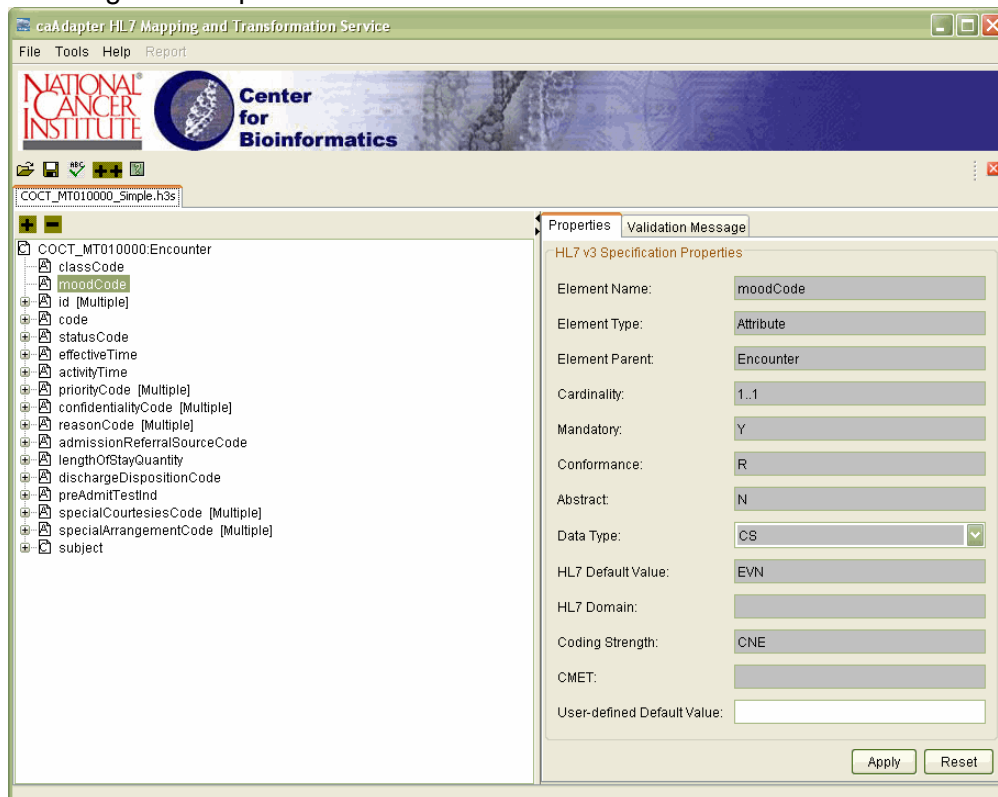 caAdapter HL7 Mapping and Transformation Service
File Tools Help Report
NATIONAL
CANCER
INSTITUTE
Center
for
Bioinformatics
ABC
COCT_MT010000_Simple.h3s
COCT_MT010000:Encounter
classCode
moodCode
id [Multiple]
code
statusCode
effectiveTime
activityTime
priorityCode [Multiple]
confidentialityCode [Multiple]
reasonCode [Multiple]
admissionReferralSourceCode
lengthOfStayQuantity
dischargeDispositionCode
preAdmitTestInd
specialCourtesiesCode [Multiple]
specialArrangementCode [Multiple]
subject
Properties Validation Message
HL7 v3 Specification Properties
Element Name: moodCode
Element Type: Attribute
Element Parent: Encounter
Cardinality: 1..1
Mandatory: Y
Conformance: R
Abstract: N
Data Type: CS
HL7 Default Value: EVN
HL7 Domain:
Coding Strength: CNE
CMET:
User-defined Default Value:
Apply Reset